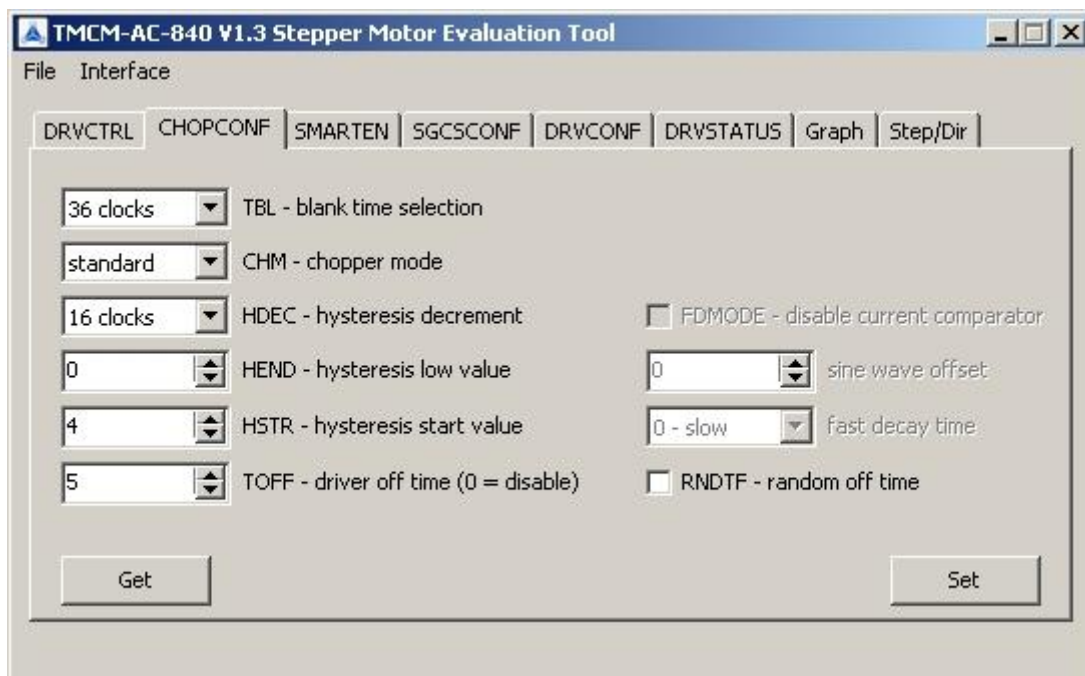 TMCM-AC-840 V1.3 Stepper Motor Evaluation Tool
File Interface
DRVCTRL CHOPCONF SMARTEN SGCSCONF DRVCONF DRVSTATUS Graph Step/Dir
36 clocks TBL - blank time selection
standard CHM - chopper mode
16 clocks HDEC - hysteresis decrement FDMODE - disable current comparator
0 HEND - hysteresis low value 0 sine wave offset
4 HSTR - hysteresis start value 0 - slow fast decay time
5 TOFF - driver off time (0 = disable) RNDTF - random off time
Get Set